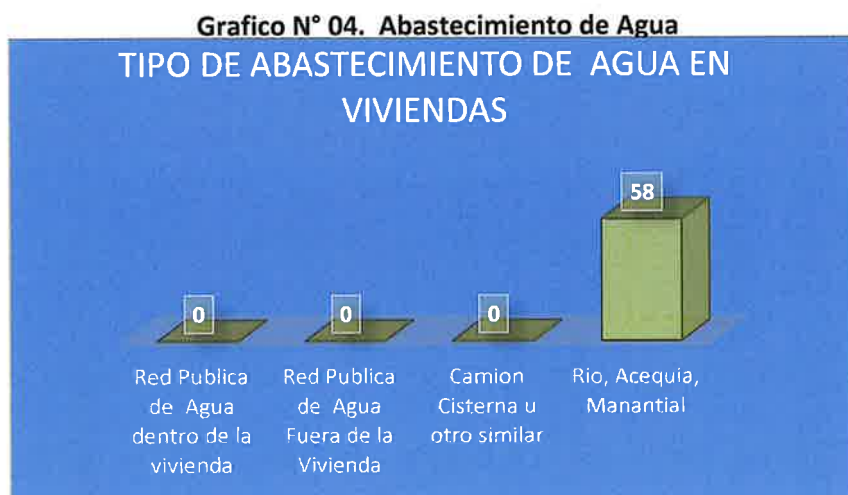 Grafico N° 04. Abastecimiento de Agua
TIPO DE ABASTECIMIENTO DE AGUA EN
VIVIENDAS
58
0
0
0
Red Publica
de Agua
dentro de la
vivienda
Red Publica
de Agua
Fuera de la
Vivienda
Camion
Cisterna u
otro similar
Rio, Acequia,
Manantial